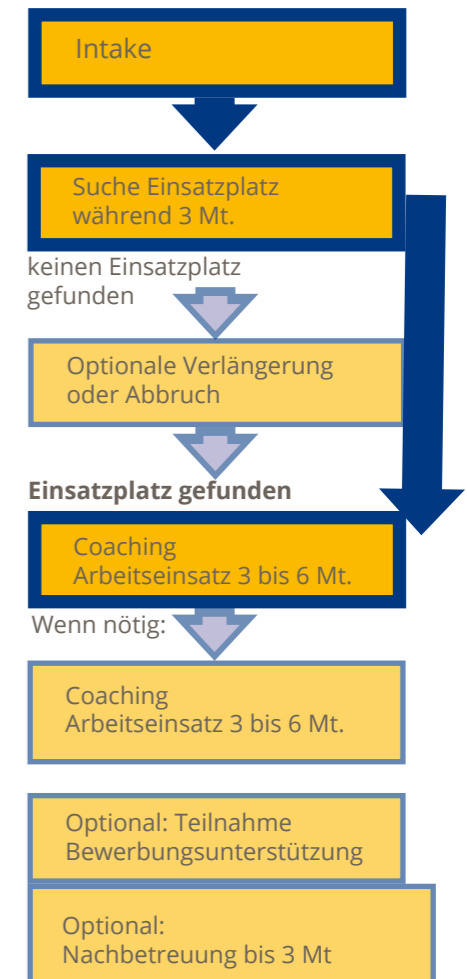 Intake
Suche Einsatzplatz
während 3 Mt.
keinen Einsatzplatz
gefunden
Optionale Verlängerung
oder Abbruch
Einsatzplatz gefunden
Coaching
Arbeitseinsatz 3 bis 6 Mt.
Wenn nötig:
Coaching
Arbeitseinsatz 3 bis 6 Mt.
Optional: Teilnahme
Bewerbungsunterstützung
Optional:
Nachbetreuung bis 3 Mt